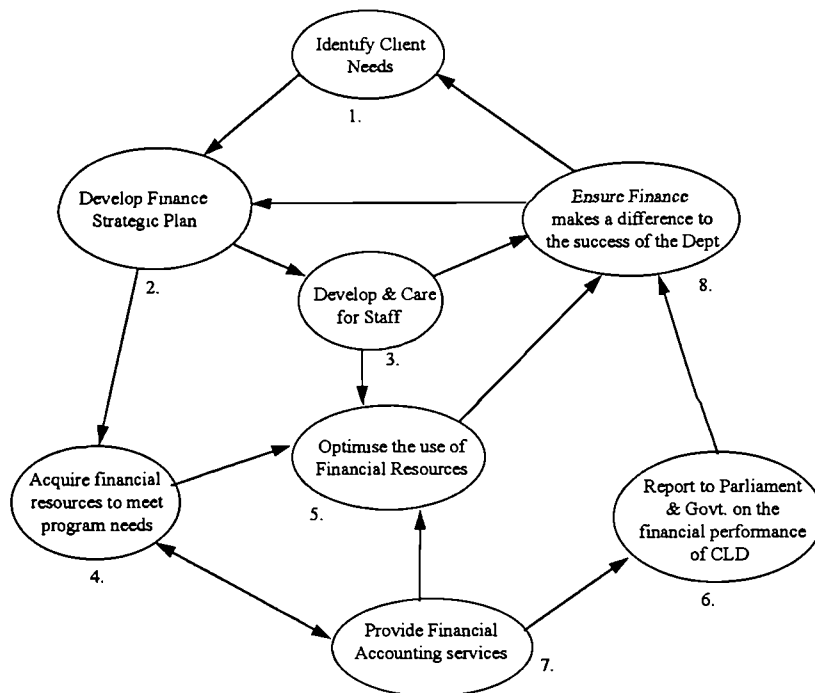 Identify Client
Needs
1.
Develop Finance
Strategic Plan
2.
Ensure Finance
makes a difference to
the success of the Dept
8.
Develop & Care
for Staff
3.
Optimise the use of
Financial Resources
5.
Acquire financial
resources to meet
program needs
4.
Report to Parliament
& Govt. on the
financial performance
of CLD
6.
Provide Financial
Accounting services
7.